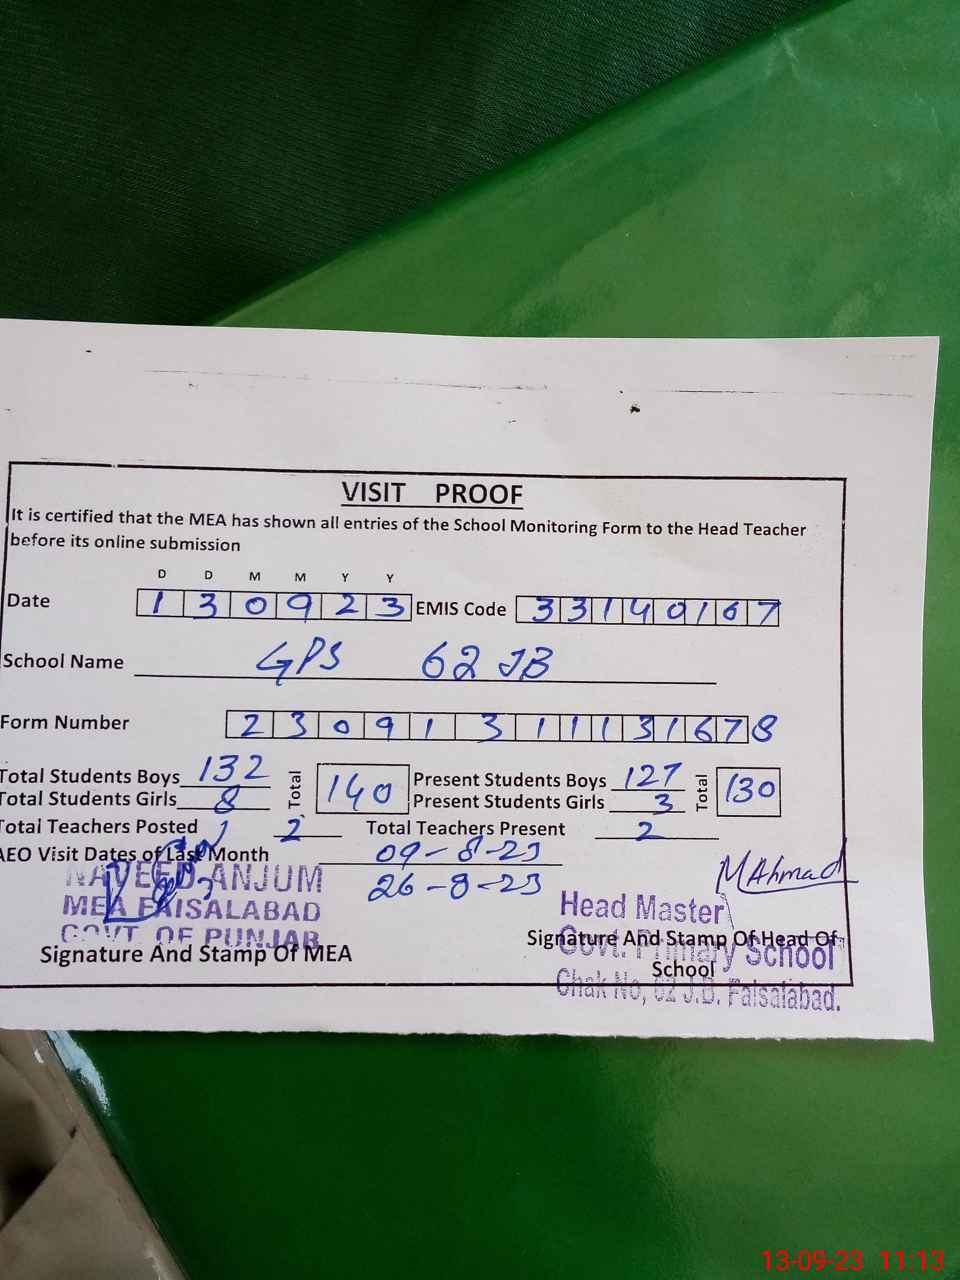 VISIT PROOF
It is certified that the MEA has shown all entries of the School Monitoring Form to the Head Teacher
before its online submission
D D M M Y Y
Date 1 3 0 9 2 3 EMIS Code 3 3 1 4 0 1 6 7
School Name GPS 62 JB
Form Number 2 3 0 9 1 3 1 1 1 3 1 6 7 8
Total Students Boys 132 Total 140 Present Students Boys 127 Total 130
Total Students Girls 8 Present Students Girls 3
Total Teachers Posted 2 Total Teachers Present 2
AEO Visit Dates of Last Month 09-8-23
26-8-23
NAVEED ANJUM
MEA FAISALABAD
GOVT OF PUNJAB
Signature And Stamp Of MEA
MAhmad
Head Master
Govt. Primary School
Chak No, 62 J.B. Faisalabad.
Signature And Stamp Of Head Of
School
13-09-23 11:13